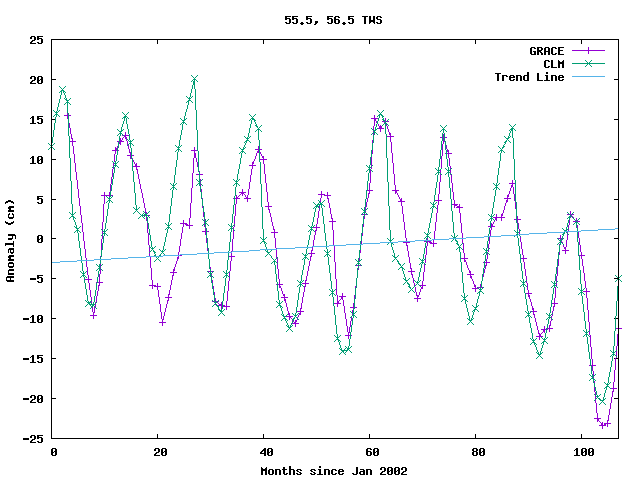 55.5, 56.5 TWS
GRACE
CLM
Trend Line
25
20
15
10
5
0
-5
-10
-15
-20
-25
Anomaly (cm)
0 20 40 60 80 100
Months since Jan 2002